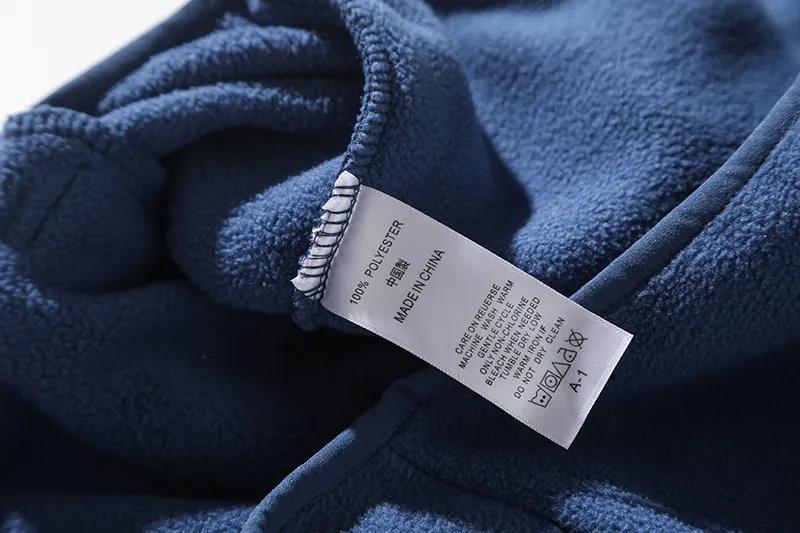 100% POLYESTER
中国製
MADE IN CHINA
CARE ON REVERSE
MACHINE WASH WARM
GENTLE CYCLE
ONLY NON-CHLORINE
BLEACH WHEN NEEDED
TUMBLE DRY LOW
WARM IRON IF
DO NOT DRY CLEAN
A-1